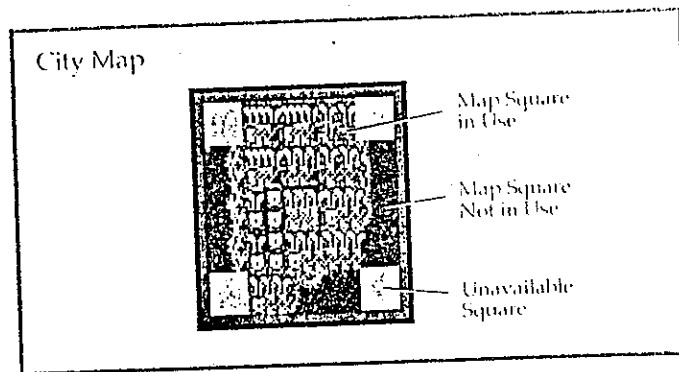 City Map
Map Square
in Use
Map Square
Not in Use
Unavailable
Square